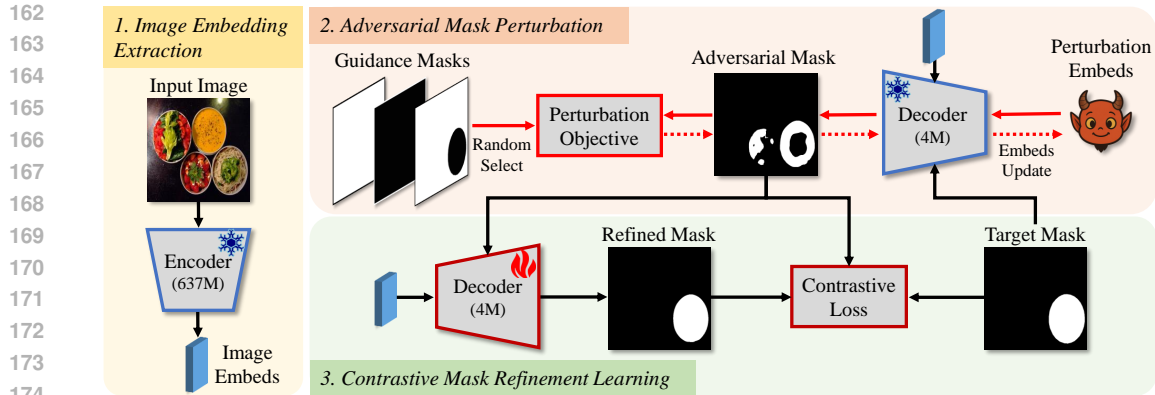 162
163
164
165
166
167
168
169
170
171
172
173
1. Image Embedding
Extraction
Input Image
Encoder
(637M)
Image
Embeds
2. Adversarial Mask Perturbation
Guidance Masks
Random
Select
Perturbation
Objective
Adversarial Mask
Decoder
(4M)
Perturbation
Embeds
Embeds
Update
Decoder
(4M)
Refined Mask
Contrastive
Loss
Target Mask
3. Contrastive Mask Refinement Learning